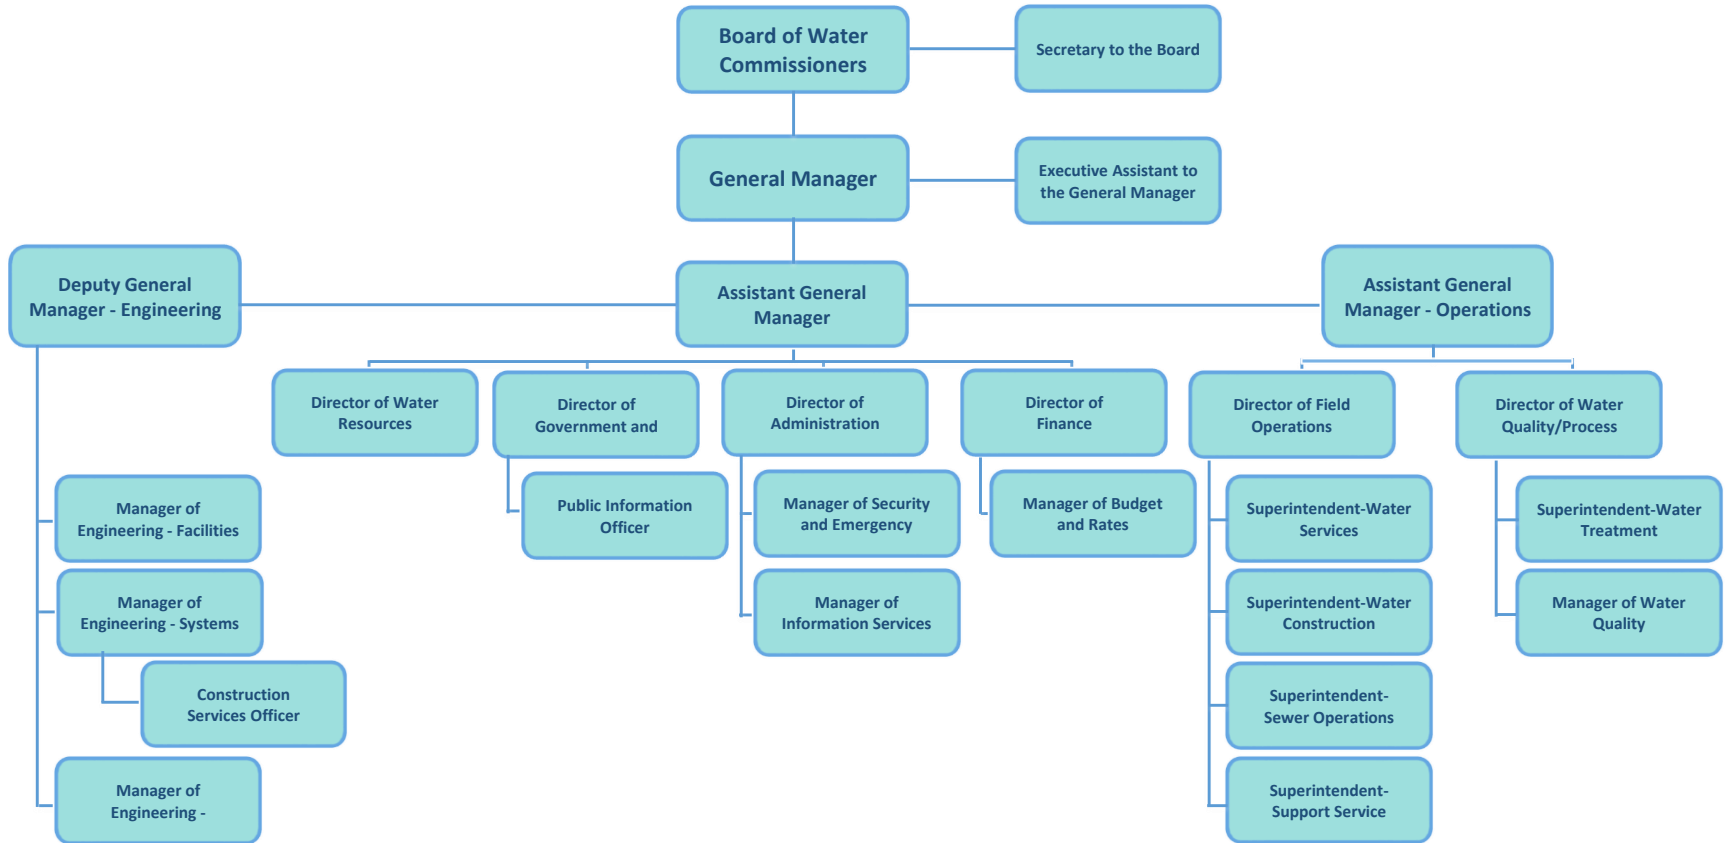 Board of Water
Commissioners
Secretary to the Board
General Manager
Executive Assistant to
the General Manager
Deputy General
Manager - Engineering
Assistant General
Manager
Assistant General
Manager - Operations
Director of Water
Resources
Director of
Government and
Director of
Administration
Director of
Finance
Director of Field
Operations
Director of Water
Quality/Process
Manager of
Engineering - Facilities
Public Information
Officer
Manager of Security
and Emergency
Manager of Budget
and Rates
Superintendent-Water
Services
Superintendent-Water
Treatment
Manager of
Engineering - Systems
Manager of
Information Services
Superintendent-Water
Construction
Manager of Water
Quality
Construction
Services Officer
Superintendent-
Sewer Operations
Manager of
Engineering -
Superintendent-
Support Service